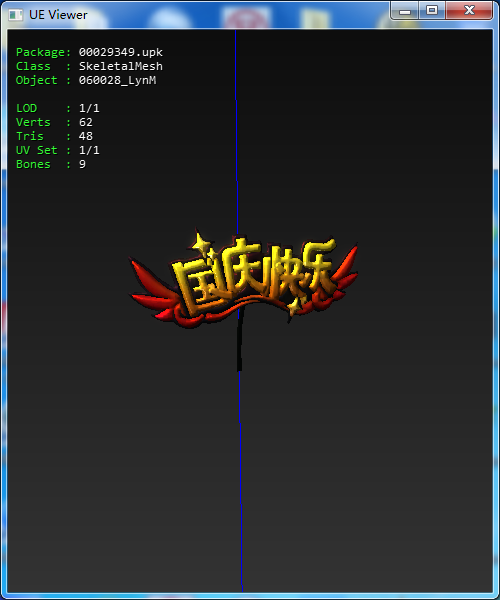 UE Viewer
Package: 00029349.upk
Class : SkeletalMesh
Object : 060028_LynM
LOD : 1/1
Verts : 62
Tris : 48
UV Set : 1/1
Bones : 9
国庆快乐